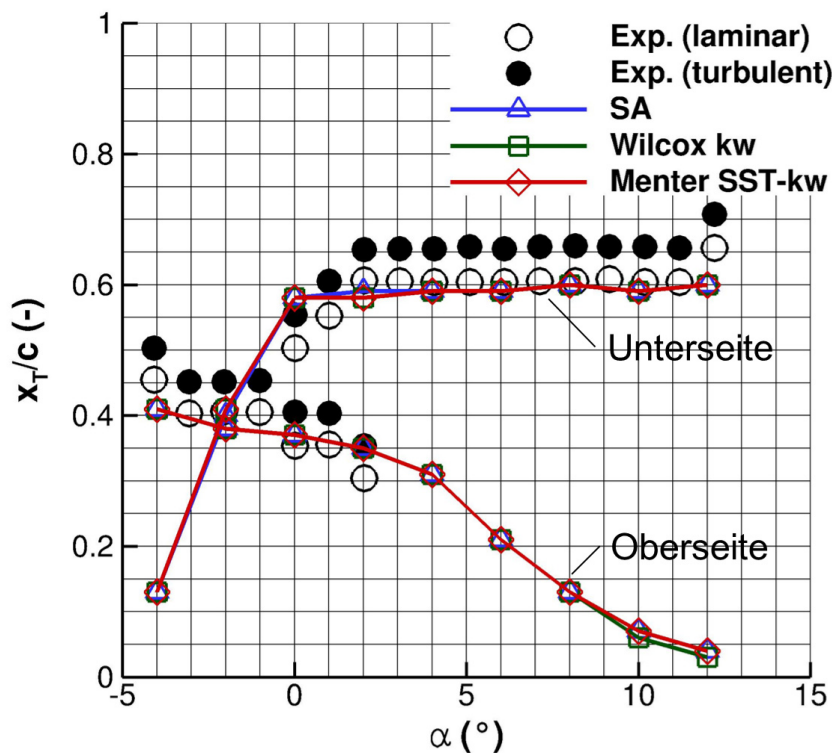 1
Exp. (laminar)
Exp. (turbulent)
SA
0.8
Wilcox kw
Menter SST-kw
0.6
Unterseite
x_T/c (-)
0.4
Oberseite
0.2
0
-5
0
5
10
15
α (°)